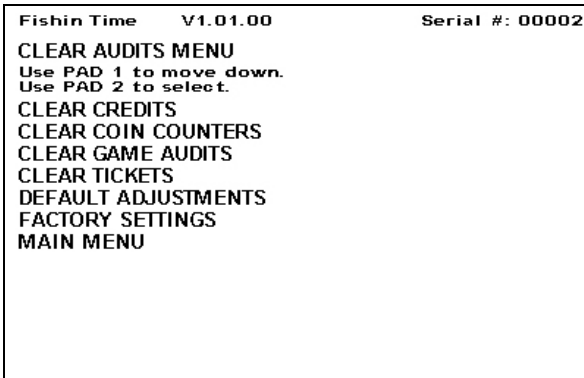 Fishin Time V1.01.00 Serial #: 00002
CLEAR AUDITS MENU
Use PAD 1 to move down.
Use PAD 2 to select.
CLEAR CREDITS
CLEAR COIN COUNTERS
CLEAR GAME AUDITS
CLEAR TICKETS
DEFAULT ADJUSTMENTS
FACTORY SETTINGS
MAIN MENU